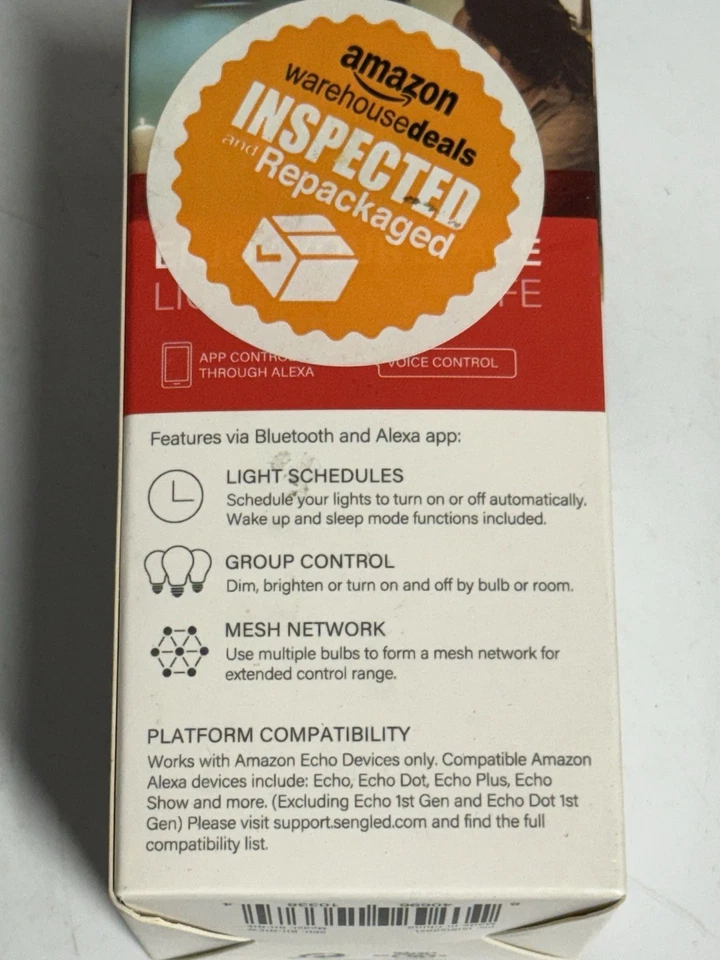 amazon
warehousedeals
INSPECTED
and Repackaged
APP CONTROL
THROUGH ALEXA
VOICE CONTROL
Features via Bluetooth and Alexa app:
LIGHT SCHEDULES
Schedule your lights to turn on or off automatically.
Wake up and sleep mode functions included.
GROUP CONTROL
Dim, brighten or turn on and off by bulb or room.
MESH NETWORK
Use multiple bulbs to form a mesh network for
extended control range.
PLATFORM COMPATIBILITY
Works with Amazon Echo Devices only. Compatible Amazon
Alexa devices include: Echo, Echo Dot, Echo Plus, Echo
Show and more. (Excluding Echo 1st Gen and Echo Dot 1st
Gen) Please visit support.sengled.com and find the full
compatibility list.